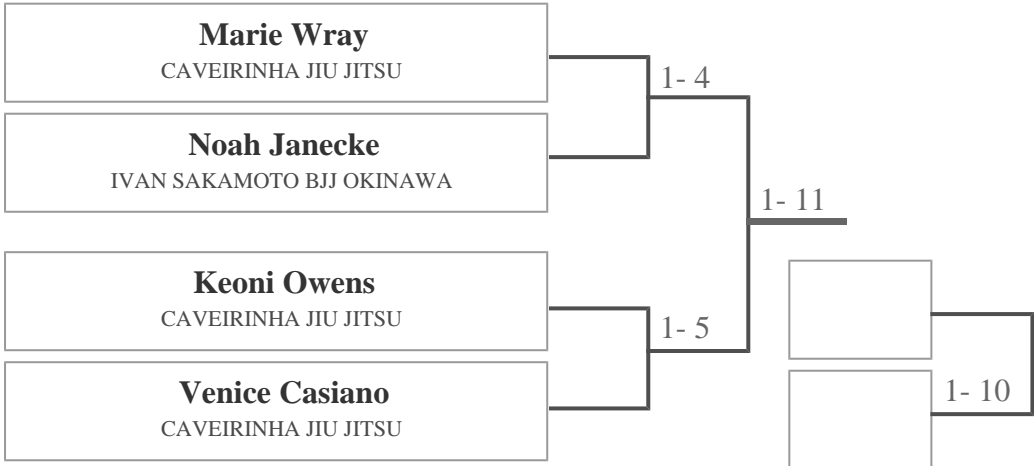 Marie Wray
CAVEIRINHA JIU JITSU
1- 4
Noah Janecke
IVAN SAKAMOTO BJJ OKINAWA
1- 11
Keoni Owens
CAVEIRINHA JIU JITSU
1- 5
Venice Casiano
CAVEIRINHA JIU JITSU
1- 10